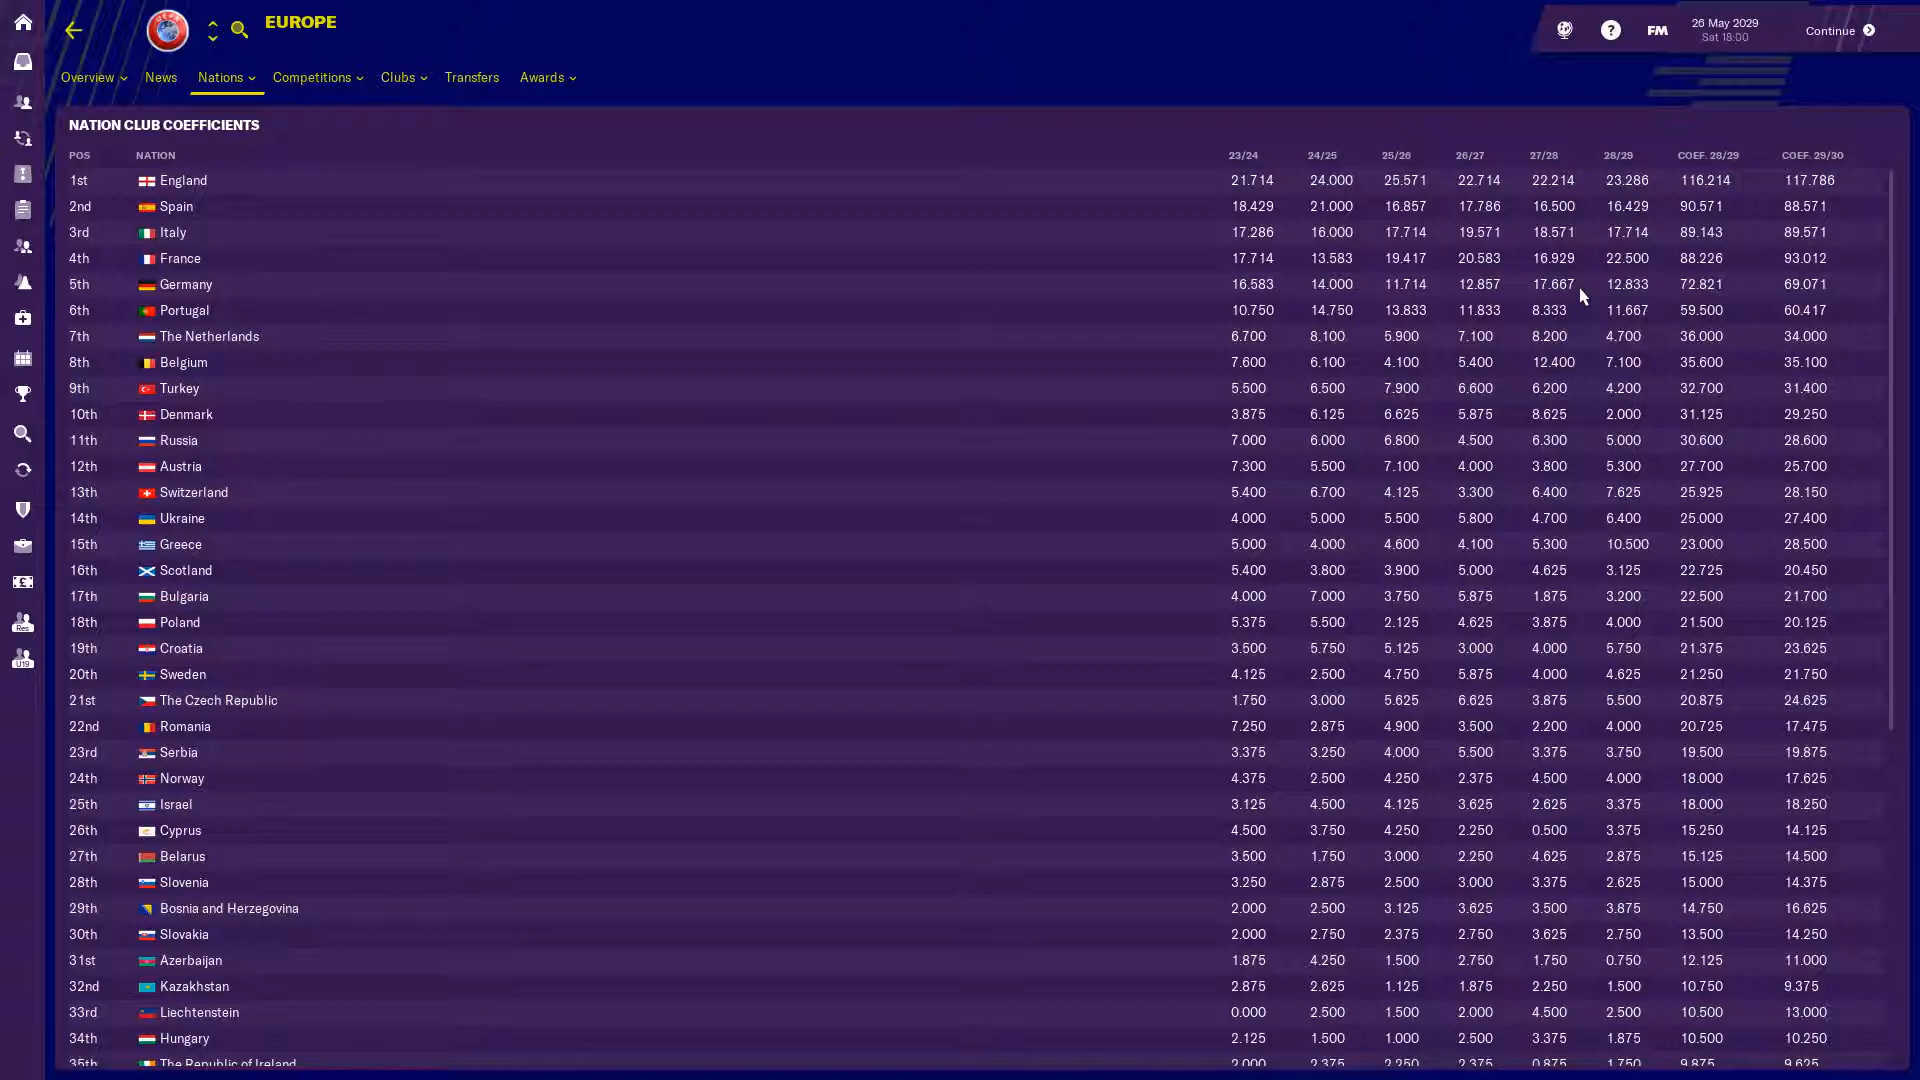 EUROPE
FM
26 May 2029
Sat 18:00
Continue
Overview News Nations Competitions Clubs Transfers Awards
NATION CLUB COEFFICIENTS
POS NATION 23/24 24/25 25/26 26/27 27/28 28/29 COEF. 28/29 COEF. 29/30
1st England 21.714 24.000 25.571 22.714 22.214 23.286 116.214 117.786
2nd Spain 18.429 21.000 16.857 17.786 16.500 16.429 90.571 88.571
3rd Italy 17.286 16.000 17.714 19.571 18.571 17.714 89.143 89.571
4th France 17.714 13.583 19.417 20.583 16.929 22.500 88.226 93.012
5th Germany 16.583 14.000 11.714 12.857 17.667 12.833 72.821 69.071
6th Portugal 10.750 14.750 13.833 11.833 8.333 11.667 59.500 60.417
7th The Netherlands 6.700 8.100 5.900 7.100 8.200 4.700 36.000 34.000
8th Belgium 7.600 6.100 4.100 5.400 12.400 7.100 35.600 35.100
9th Turkey 5.500 6.500 7.900 6.600 6.200 4.200 32.700 31.400
10th Denmark 3.875 6.125 6.625 5.875 8.625 2.000 31.125 29.250
11th Russia 7.000 6.000 6.800 4.500 6.300 5.000 30.600 28.600
12th Austria 7.300 5.500 7.100 4.000 3.800 5.300 27.700 25.700
13th Switzerland 5.400 6.700 4.125 3.300 6.400 7.625 25.925 28.150
14th Ukraine 4.000 5.000 5.500 5.800 4.700 6.400 25.000 27.400
15th Greece 5.000 4.000 4.600 4.100 5.300 10.500 23.000 28.500
16th Scotland 5.400 3.800 3.900 5.000 4.625 3.125 22.725 20.450
17th Bulgaria 4.000 7.000 3.750 5.875 1.875 3.200 22.500 21.700
18th Poland 5.375 5.500 2.125 4.625 3.875 4.000 21.500 20.125
19th Croatia 3.500 5.750 5.125 3.000 4.000 5.750 21.375 23.625
20th Sweden 4.125 2.500 4.750 5.875 4.000 4.625 21.250 21.750
21st The Czech Republic 1.750 3.000 5.625 6.625 3.875 5.500 20.875 24.625
22nd Romania 7.250 2.875 4.900 3.500 2.200 4.000 20.725 17.475
23rd Serbia 3.375 3.250 4.000 5.500 3.375 3.750 19.500 19.875
24th Norway 4.375 2.500 4.250 2.375 4.500 4.000 18.000 17.625
25th Israel 3.125 4.500 4.125 3.625 2.625 3.375 18.000 18.250
26th Cyprus 4.500 3.750 4.250 2.250 0.500 3.375 15.250 14.125
27th Belarus 3.500 1.750 3.000 2.250 4.625 2.875 15.125 14.500
28th Slovenia 3.250 2.875 2.500 3.000 3.375 2.625 15.000 14.375
29th Bosnia and Herzegovina 2.000 2.500 3.125 3.625 3.500 3.875 14.750 16.625
30th Slovakia 2.000 2.750 2.375 2.750 3.625 2.750 13.500 14.250
31st Azerbaijan 1.875 4.250 1.500 2.750 1.750 0.750 12.125 11.000
32nd Kazakhstan 2.875 2.625 1.125 1.875 2.250 1.500 10.750 9.375
33rd Liechtenstein 0.000 2.500 1.500 2.000 4.500 2.500 10.500 13.000
34th Hungary 2.125 1.500 1.000 2.500 3.375 1.875 10.500 10.250
35th The Republic of Ireland 2.000 2.375 2.250 2.375 0.875 1.750 9.875 9.625
Res
U19